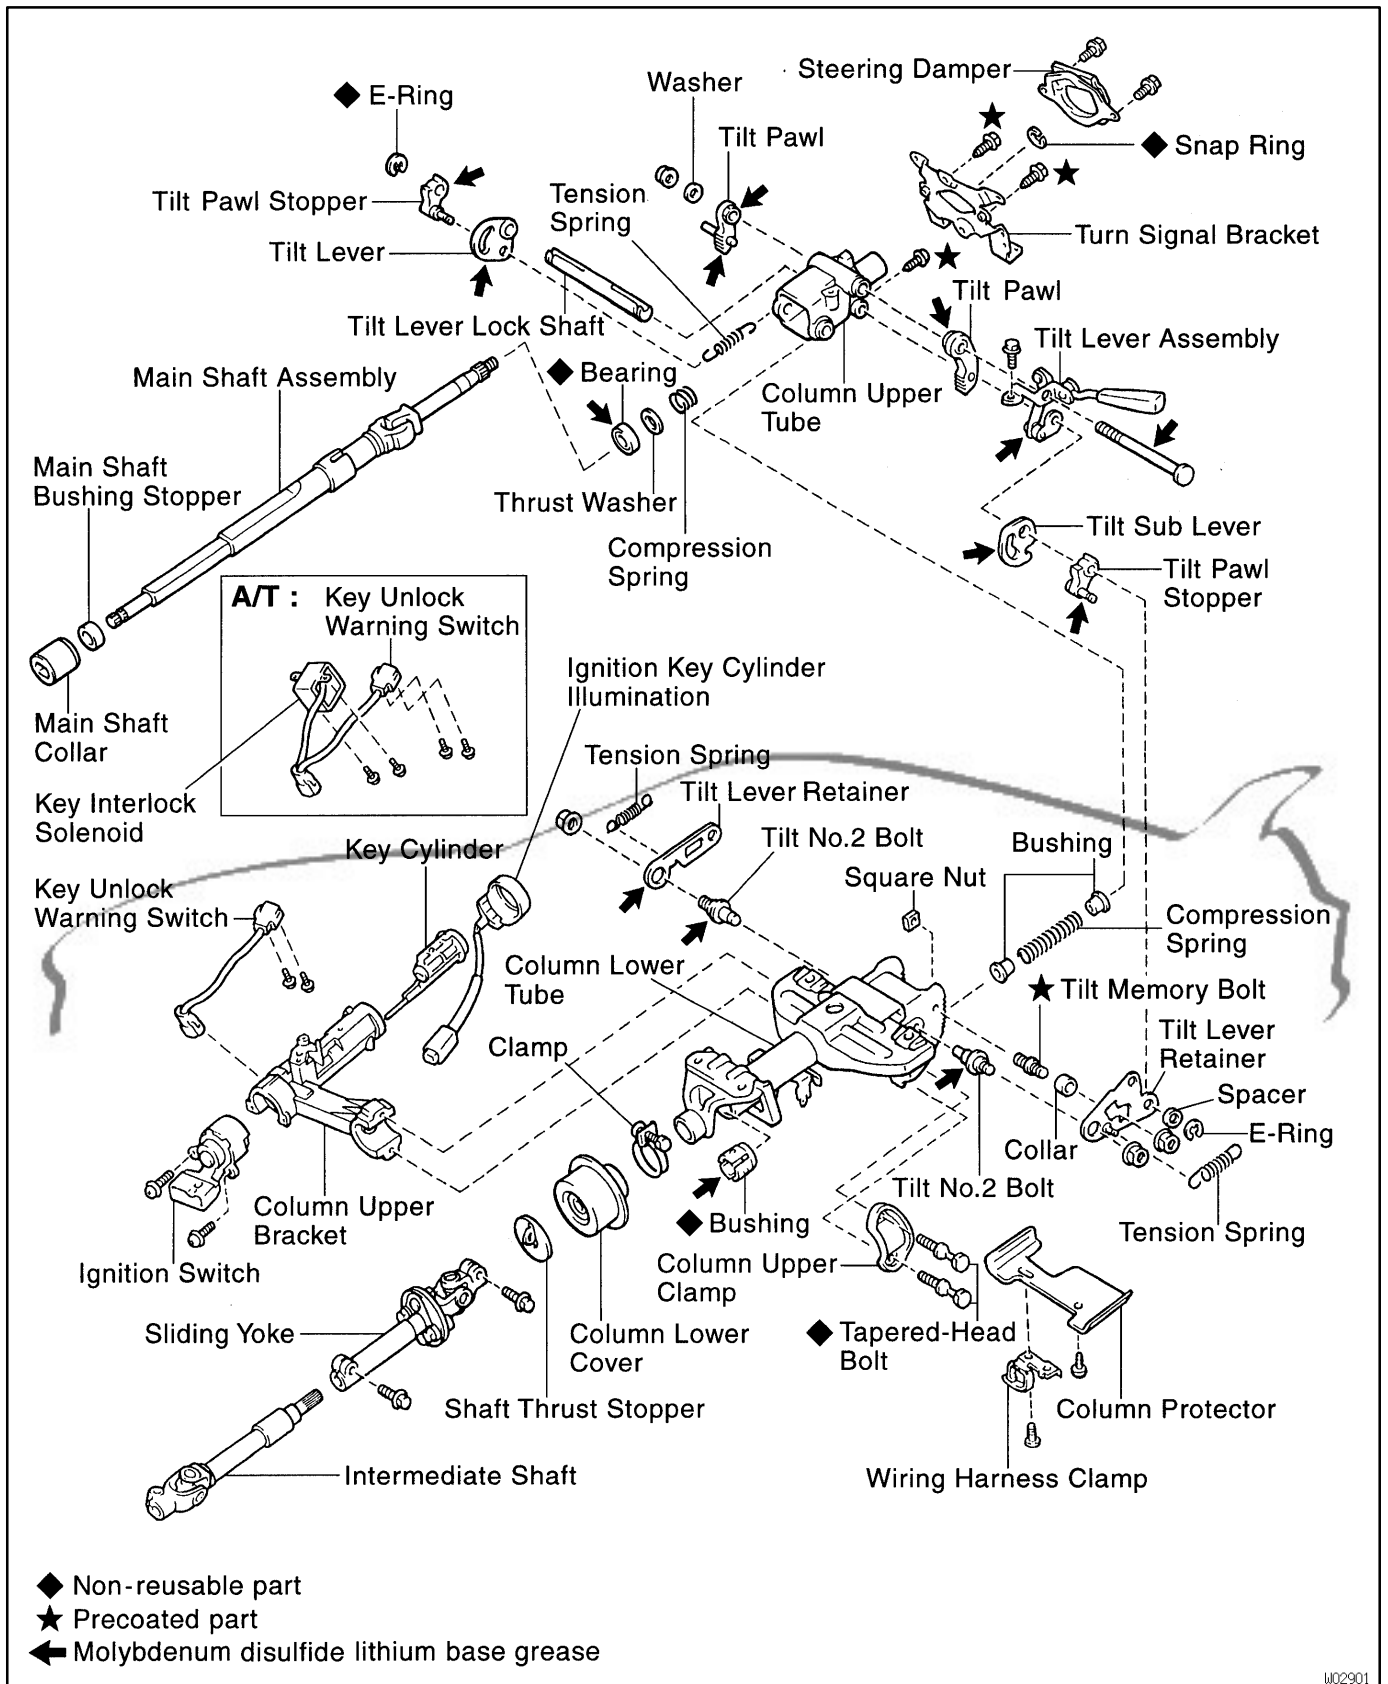 Steering Damper
Washer
◆ E-Ring
Tilt Pawl
◆ Snap Ring
Tilt Pawl Stopper
Tension
Spring
Turn Signal Bracket
Tilt Lever
Tilt Pawl
Tilt Lever Lock Shaft
Tilt Lever Assembly
Main Shaft Assembly
◆ Bearing
Column Upper
Tube
Main Shaft
Bushing Stopper
Thrust Washer
Tilt Sub Lever
Compression
Spring
Tilt Pawl
Stopper
A/T : Key Unlock
Warning Switch
Ignition Key Cylinder
Illumination
Main Shaft
Collar
Tension Spring
Tilt Lever Retainer
Key Interlock
Solenoid
Tilt No.2 Bolt
Bushing
Key Cylinder
Square Nut
Key Unlock
Warning Switch
Compression
Spring
Column Lower
Tube
★ Tilt Memory Bolt
Tilt Lever
Retainer
Clamp
Spacer
E-Ring
Collar
Tilt No.2 Bolt
Column Upper
Bracket
◆ Bushing
Tension Spring
Ignition Switch
Column Upper
Clamp
Sliding Yoke
Column Lower
Cover
◆ Tapered-Head
Bolt
Shaft Thrust Stopper
Column Protector
Intermediate Shaft
Wiring Harness Clamp
◆ Non-reusable part
★ Precoated part
← Molybdenum disulfide lithium base grease
W02901